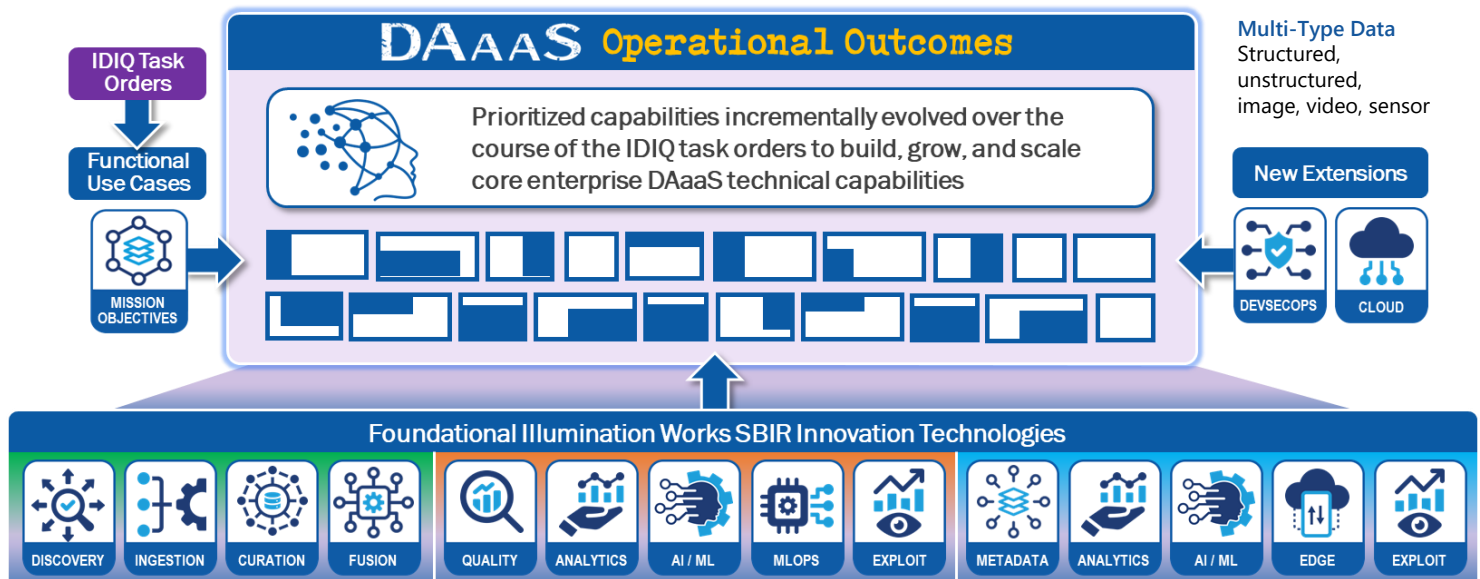 DAaaS Operational Outcomes
IDIQ Task
Orders
Functional
Use Cases
MISSION
OBJECTIVES
Prioritized capabilities incrementally evolved over the
course of the IDIQ task orders to build, grow, and scale
core enterprise DAaaS technical capabilities
Multi-Type Data
Structured,
unstructured,
image, video, sensor
New Extensions
DEVSECOPS
CLOUD
Foundational Illumination Works SBIR Innovation Technologies
DISCOVERY
INGESTION
CURATION
FUSION
QUALITY
ANALYTICS
AI / ML
MLOPS
EXPLOIT
METADATA
ANALYTICS
AI / ML
EDGE
EXPLOIT